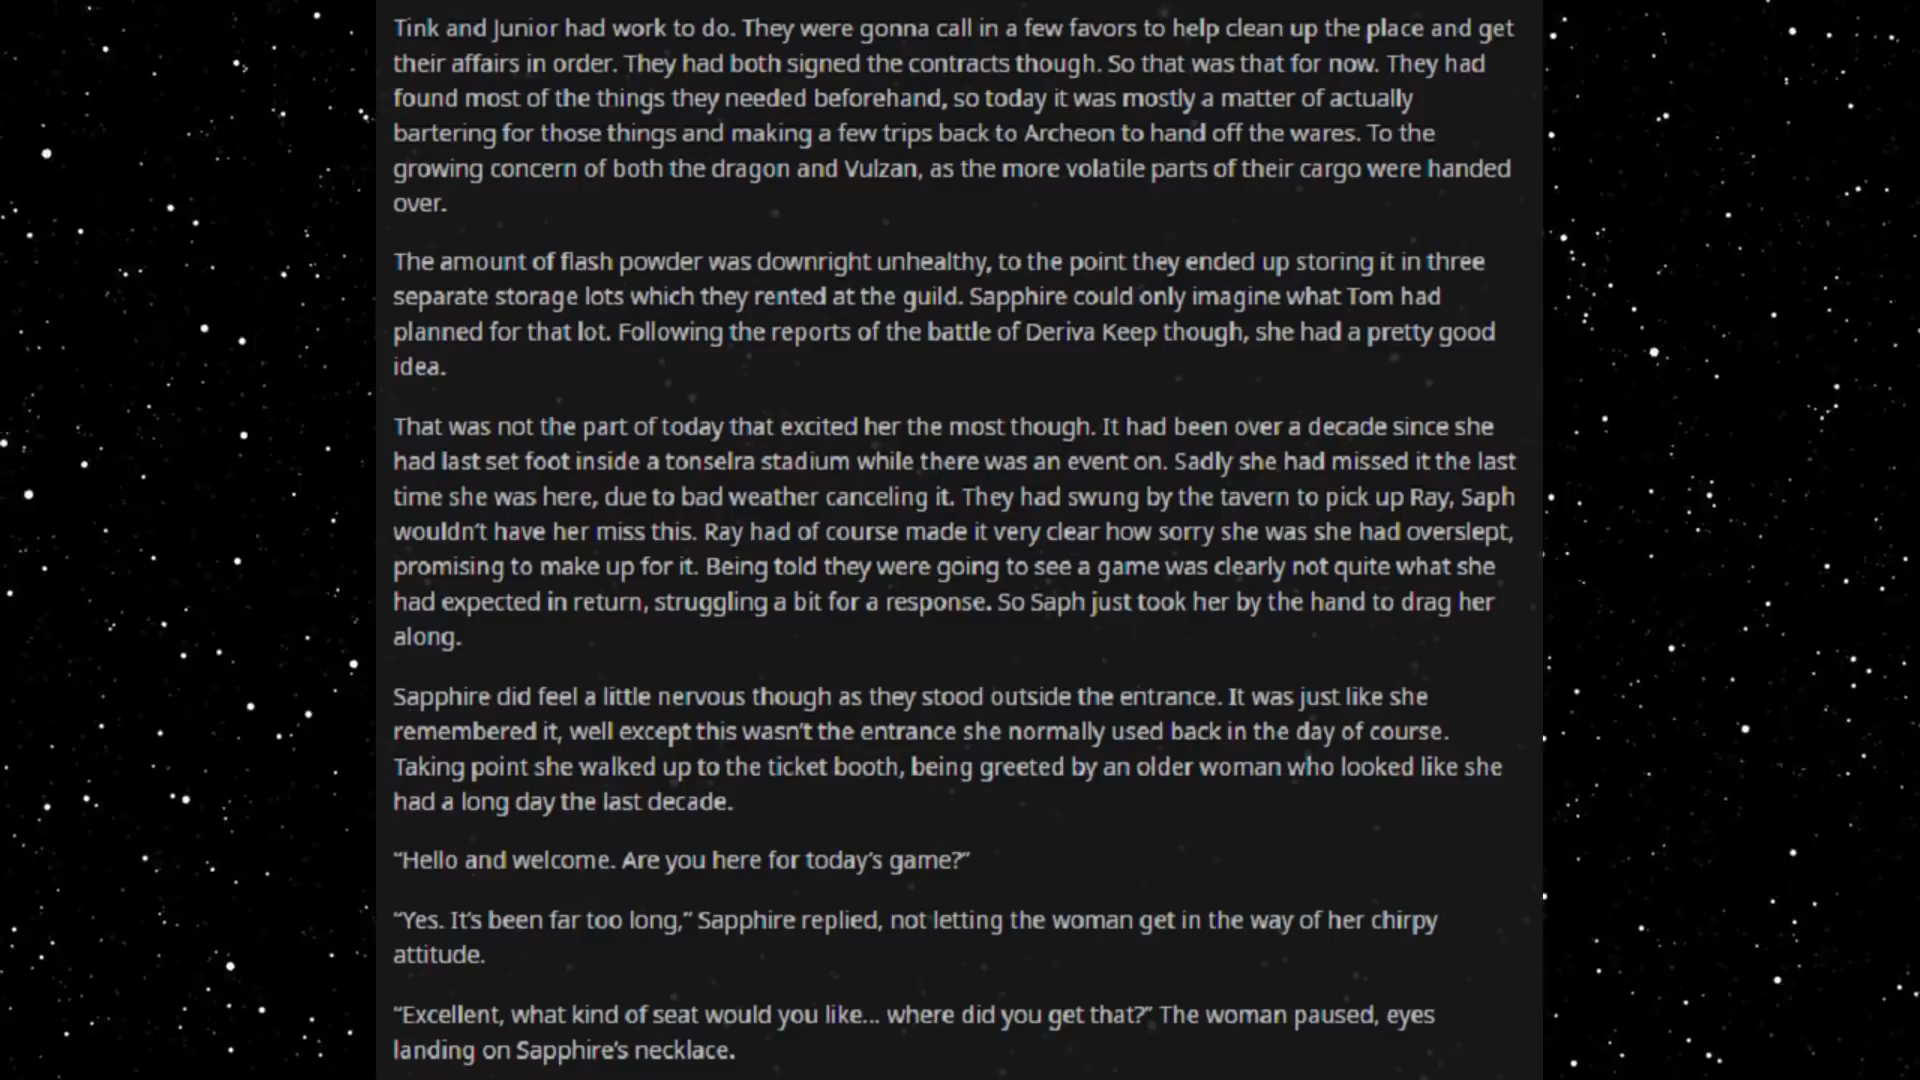 Tink and Junior had work to do. They were gonna call in a few favors to help clean up the place and get
their affairs in order. They had both signed the contracts though. So that was that for now. They had
found most of the things they needed beforehand, so today it was mostly a matter of actually
bartering for those things and making a few trips back to Archeon to hand off the wares. To the
growing concern of both the dragon and Vulzan, as the more volatile parts of their cargo were handed
over.
The amount of flash powder was downright unhealthy, to the point they ended up storing it in three
separate storage lots which they rented at the guild. Sapphire could only imagine what Tom had
planned for that lot. Following the reports of the battle of Deriva Keep though, she had a pretty good
idea.
That was not the part of today that excited her the most though. It had been over a decade since she
had last set foot inside a tonselra stadium while there was an event on. Sadly she had missed it the last
time she was here, due to bad weather canceling it. They had swung by the tavern to pick up Ray, Saph
wouldn’t have her miss this. Ray had of course made it very clear how sorry she was she had overslept,
promising to make up for it. Being told they were going to see a game was clearly not quite what she
had expected in return, struggling a bit for a response. So Saph just took her by the hand to drag her
along.
Sapphire did feel a little nervous though as they stood outside the entrance. It was just like she
remembered it, well except this wasn’t the entrance she normally used back in the day of course.
Taking point she walked up to the ticket booth, being greeted by an older woman who looked like she
had a long day the last decade.
“Hello and welcome. Are you here for today’s game?”
“Yes. It’s been far too long,” Sapphire replied, not letting the woman get in the way of her chirpy
attitude.
“Excellent, what kind of seat would you like... where did you get that?” The woman paused, eyes
landing on Sapphire’s necklace.